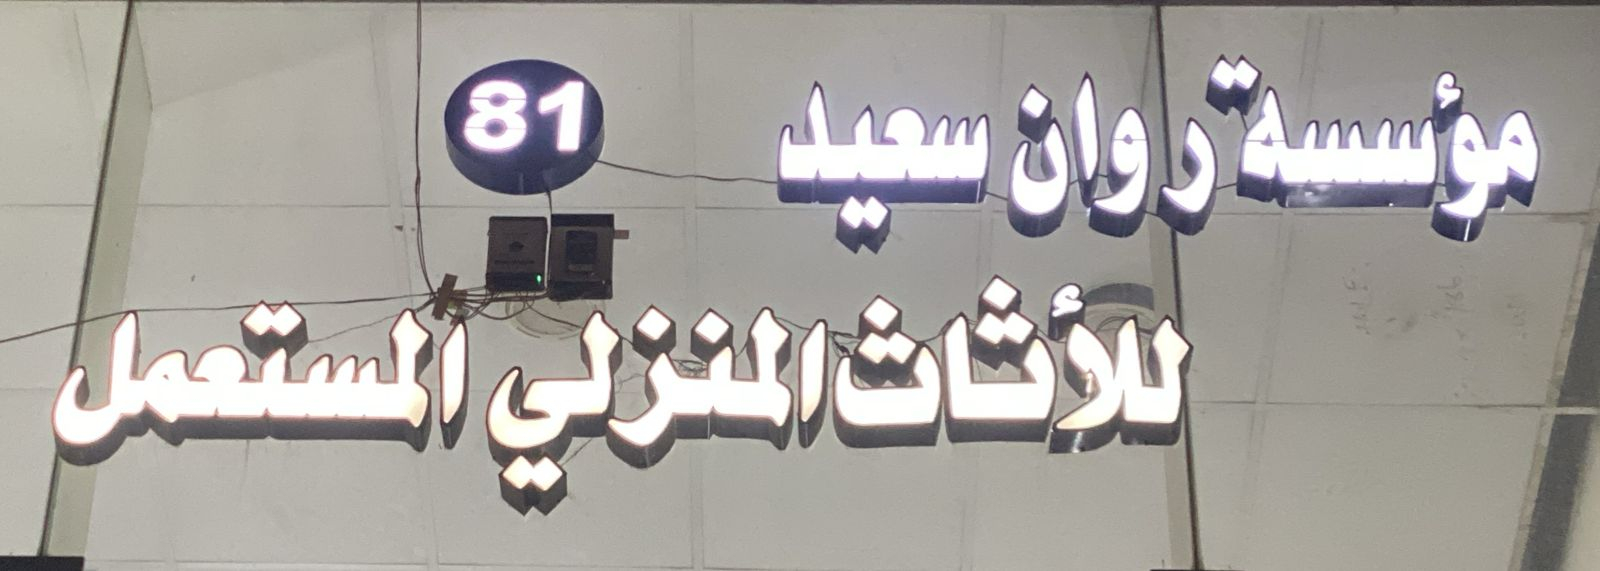 مؤسسة روان سعيد
81
للأثاث المنزلي المستعمل